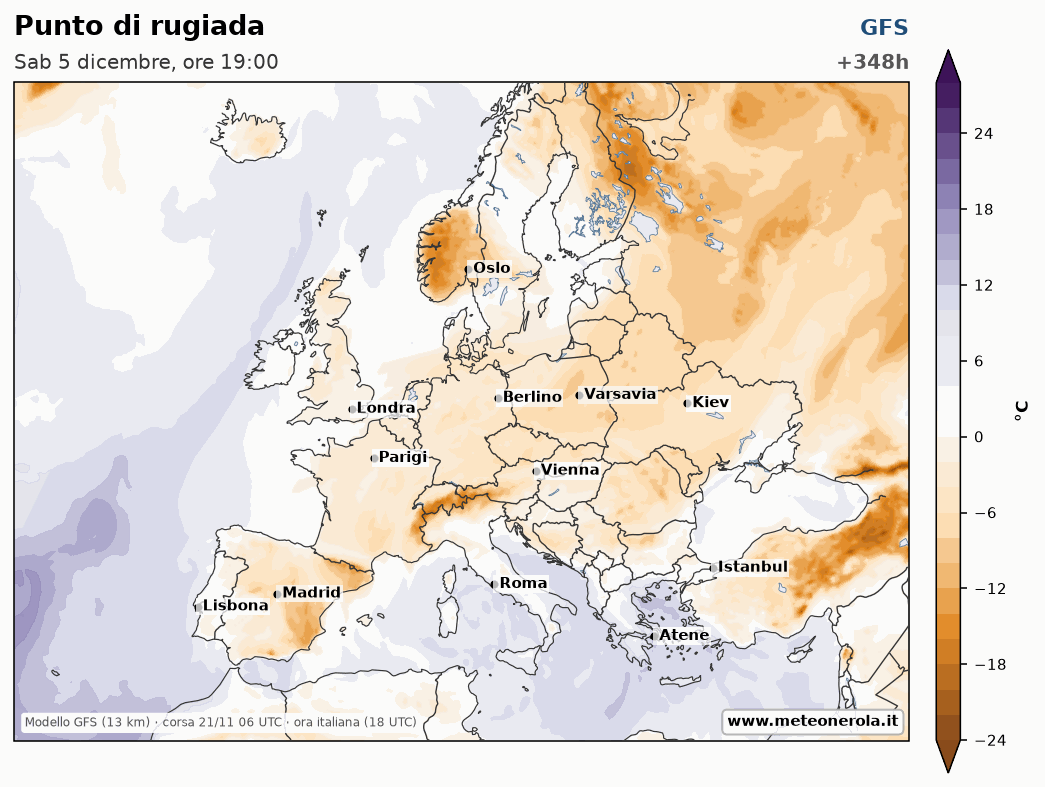 Punto di rugiada
GFS
Sab 5 dicembre, ore 19:00
+348h
24
18
12
6
0
−6
−12
−18
−24
°C
Oslo
Berlino
Varsavia
Kiev
Londra
Parigi
Vienna
Istanbul
Roma
Madrid
Lisbona
Atene
Modello GFS (13 km) · corsa 21/11 06 UTC · ora italiana (18 UTC)
www.meteonerola.it